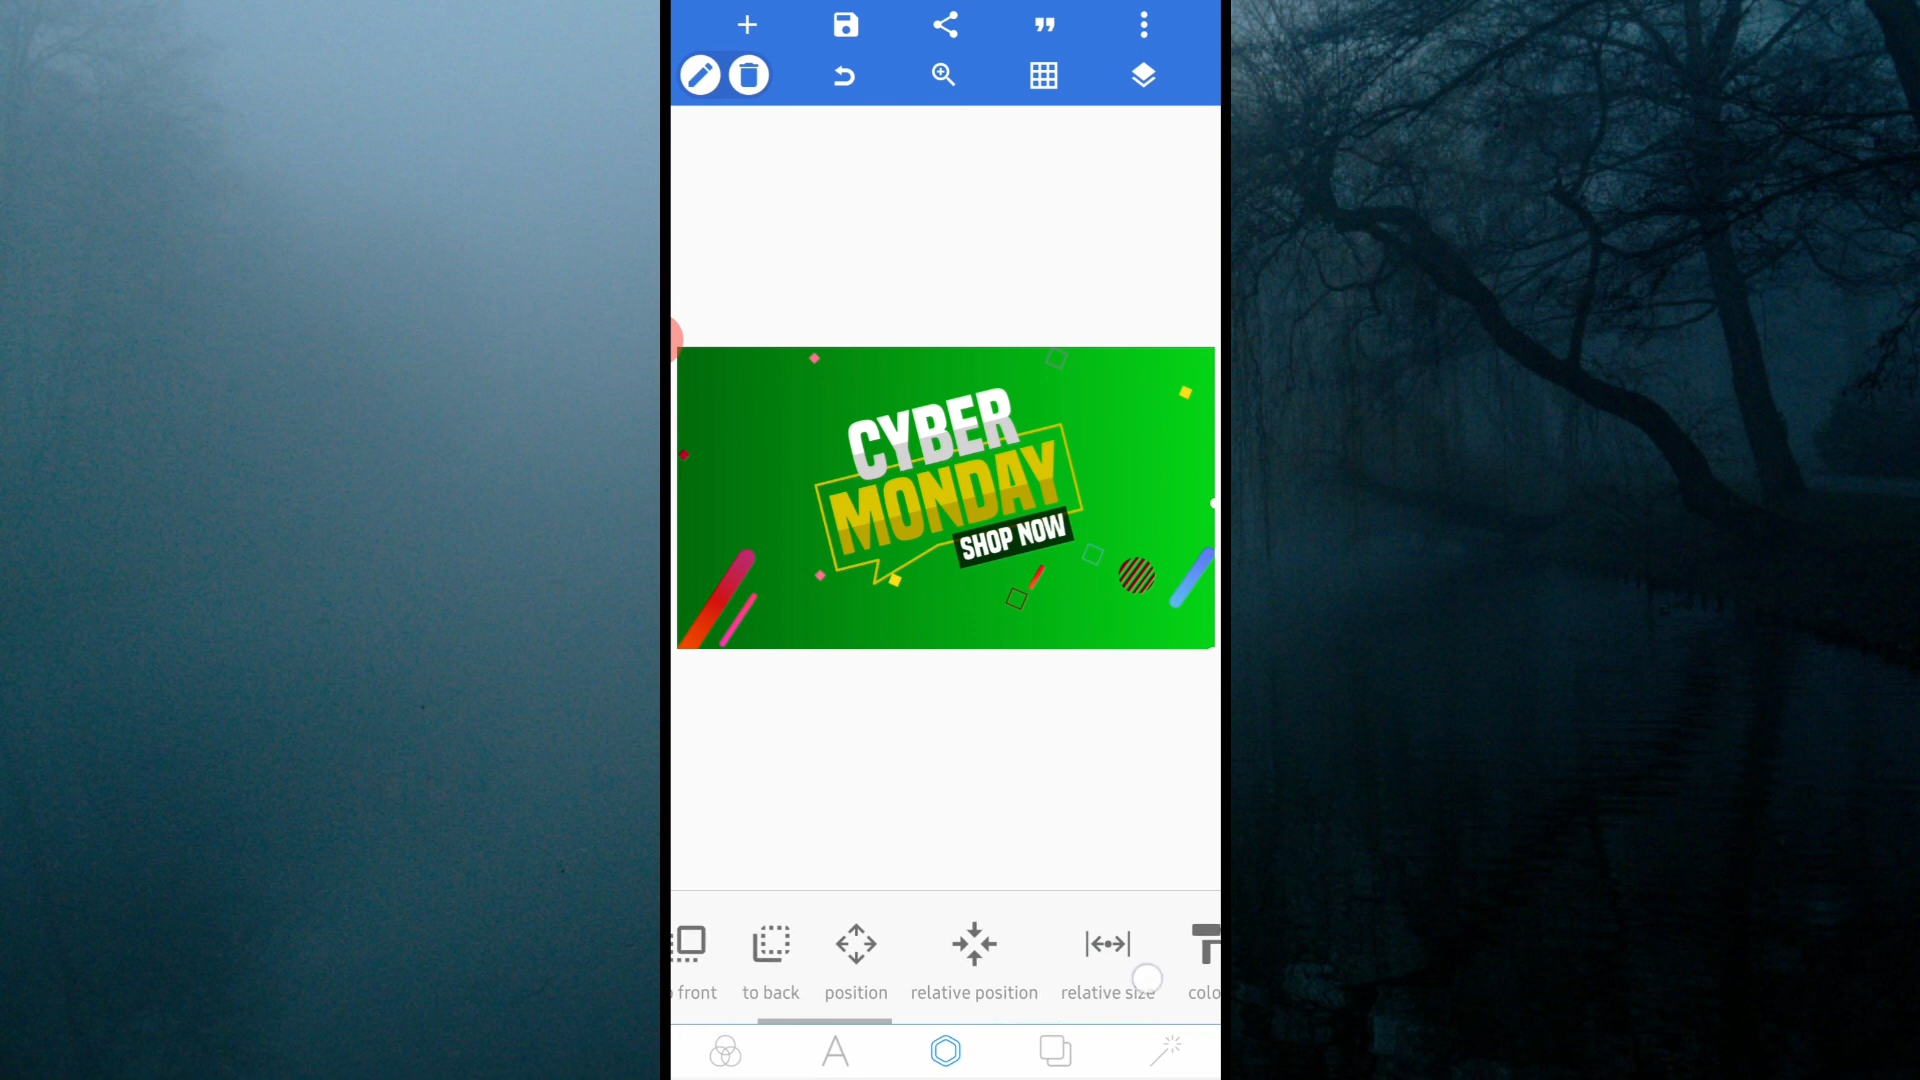 CYBER
MONDAY
SHOP NOW
front
to back
position
relative position
relative size
colo